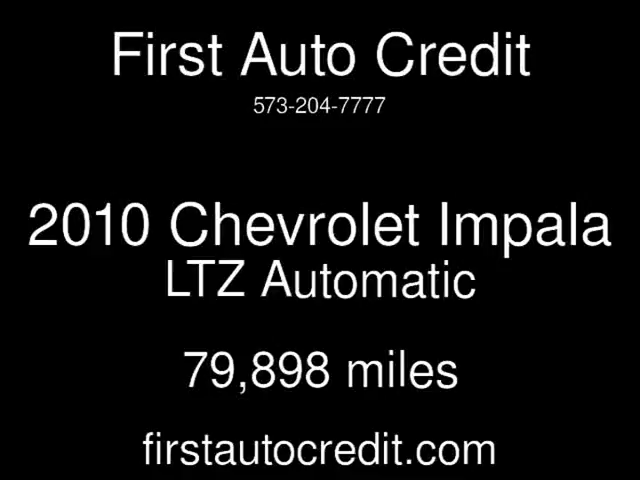 First Auto Credit
573-204-7777
2010 Chevrolet Impala
LTZ Automatic
79,898 miles
firstautocredit.com